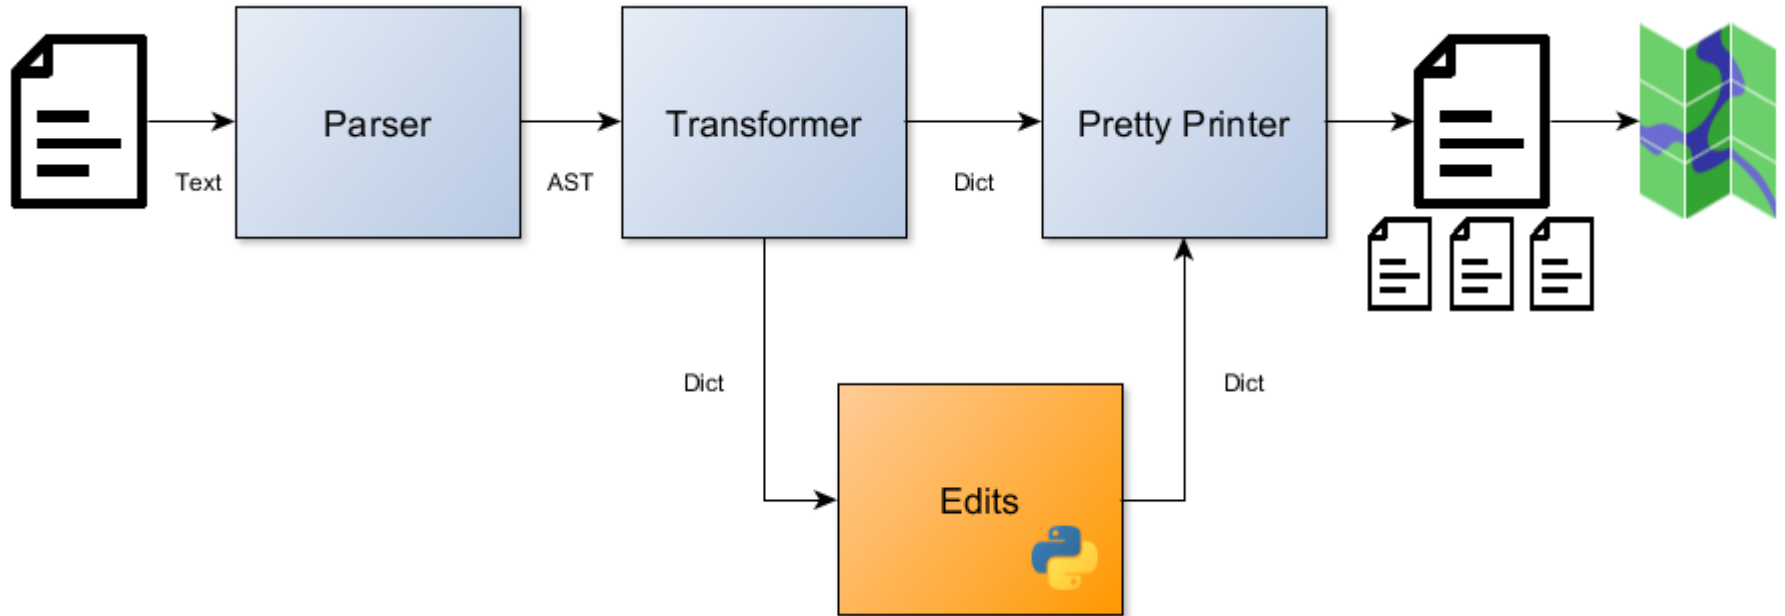 Parser
Transformer
Pretty Printer
Text
AST
Dict
Dict
Dict
Edits